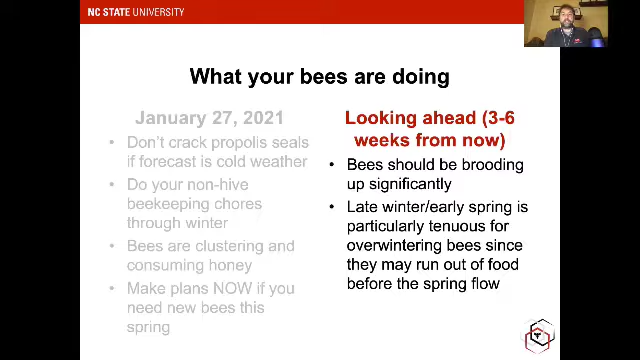 NC STATE UNIVERSITY
What your bees are doing
January 27, 2021
• Don't crack propolis seals
if forecast is cold weather
• Do your non-hive
beekeeping chores
through winter
• Bees are clustering and
consuming honey
• Make plans NOW if you
need new bees this
spring
Looking ahead (3-6
weeks from now)
• Bees should be brooding
up significantly
• Late winter/early spring is
particularly tenuous for
overwintering bees since
they may run out of food
before the spring flow